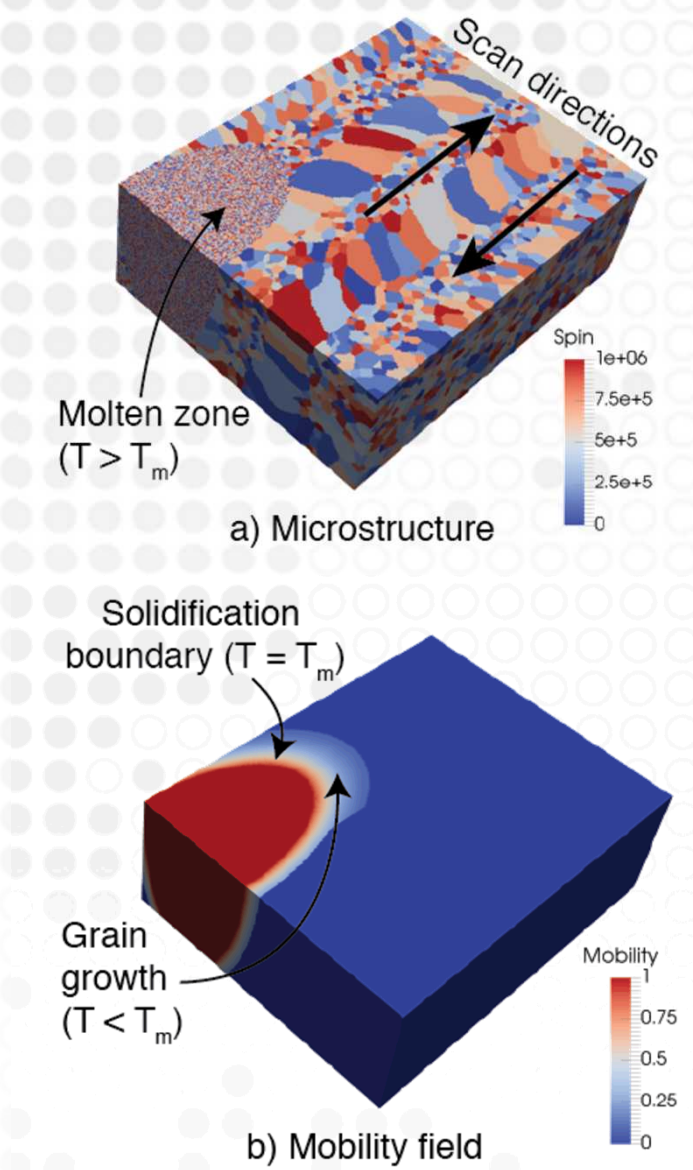 Scan directions
Molten zone
(T > Tm)
Spin
1e+06
7.5e+5
5e+5
2.5e+5
0
a) Microstructure
Solidification
boundary (T = Tm)
Grain
growth
(T < Tm)
Mobility
1
0.75
0.5
0.25
0
b) Mobility field